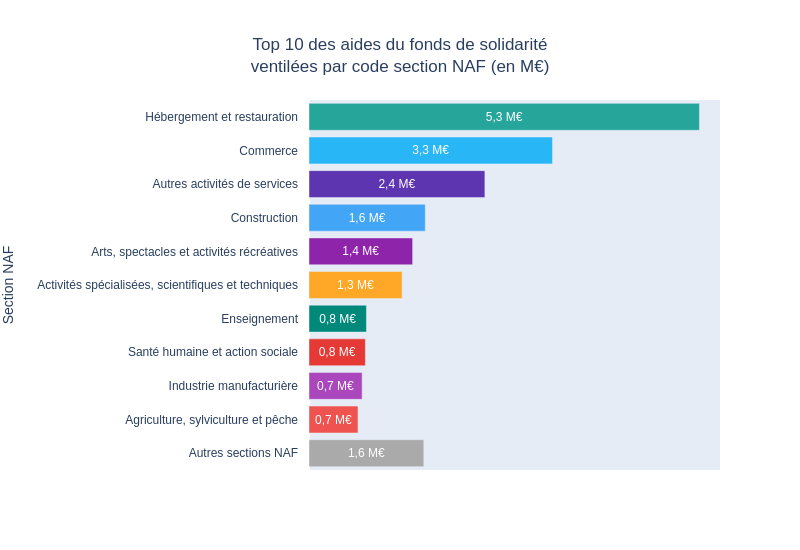 Top 10 des aides du fonds de solidarité
ventilées par code section NAF (en M€)
Section NAF
Hébergement et restauration 5,3 M€
Commerce 3,3 M€
Autres activités de services 2,4 M€
Construction 1,6 M€
Arts, spectacles et activités récréatives 1,4 M€
Activités spécialisées, scientifiques et techniques 1,3 M€
Enseignement 0,8 M€
Santé humaine et action sociale 0,8 M€
Industrie manufacturière 0,7 M€
Agriculture, sylviculture et pêche 0,7 M€
Autres sections NAF 1,6 M€